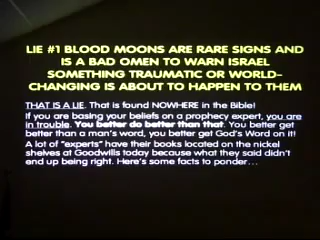 LIE #1 BLOOD MOONS ARE RARE SIGNS AND
IS A BAD OMEN TO WARN ISRAEL
SOMETHING TRAUMATIC OR WORLD-
CHANGING IS ABOUT TO HAPPEN TO THEM
THAT IS A LIE. That is found NOWHERE in the Bible!
If you are basing your beliefs on a prophecy expert, you are
in trouble. You better do better than that. You better get
better than a man's word, you better get God's Word on it!
A lot of "experts" have their books located on the nickel
shelves at Goodwills today because what they said didn't
end up being right. Here's some facts to ponder...